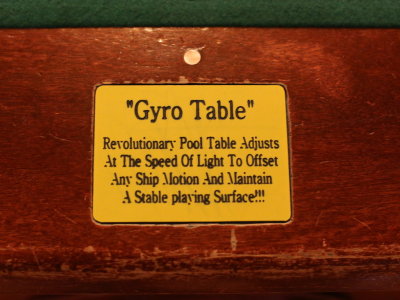 "Gyro Table"
Revolutionary Pool Table Adjusts
At The Speed Of Light To Offset
Any Ship Motion And Maintain
A Stable playing Surface!!!